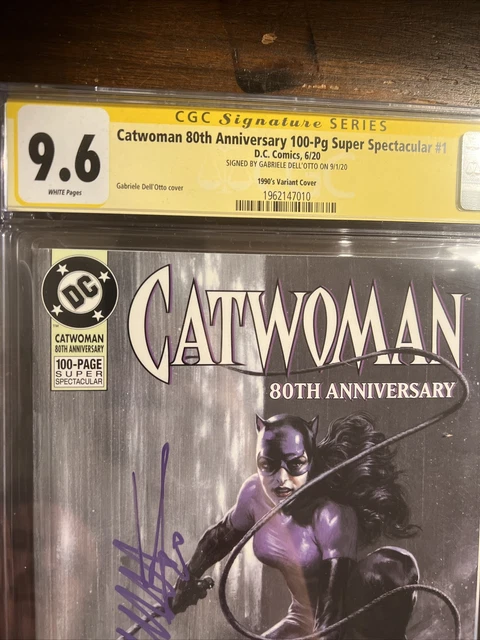 CGC Signature SERIES
9.6
WHITE Pages
Catwoman 80th Anniversary 100-Pg Super Spectacular #1
D.C. Comics, 6/20
SIGNED BY GABRIELE DELL'OTTO ON 9/1/20
Gabriele Dell'Otto cover
1990's Variant Cover
1962147010
DC
TM
CATWOMAN
80TH ANNIVERSARY
100-PAGE
SUPER
SPECTACULAR
CATWOMAN
80TH ANNIVERSARY